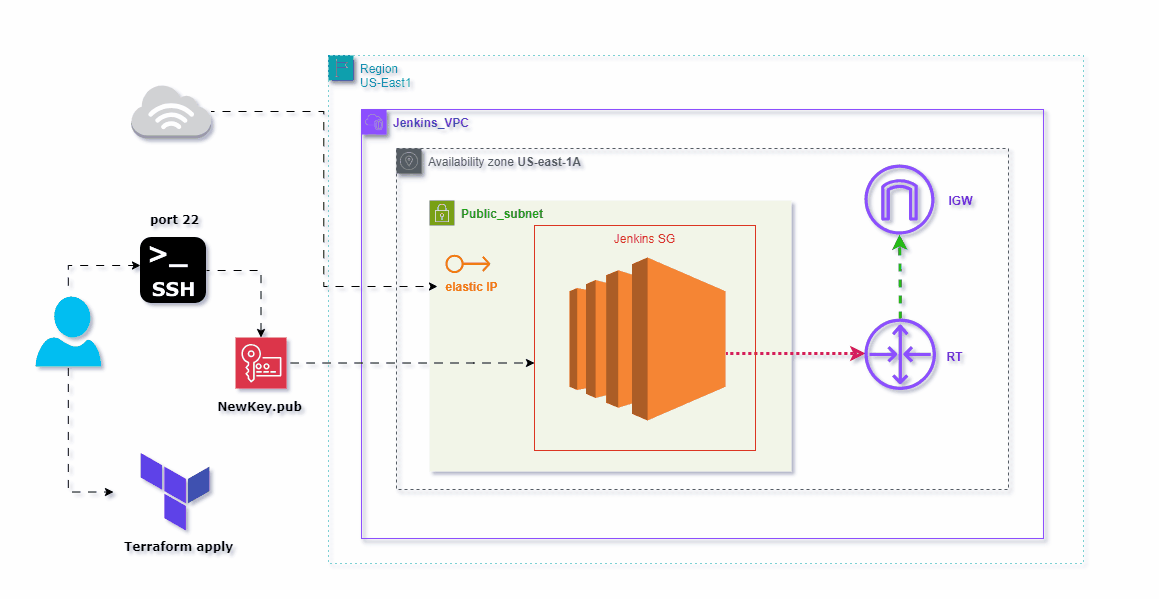 Region
US-East1
Jenkins_VPC
Availability zone US-east-1A
Public_subnet
Jenkins SG
IGW
port 22
>_
SSH
elastic IP
RT
NewKey.pub
Terraform apply